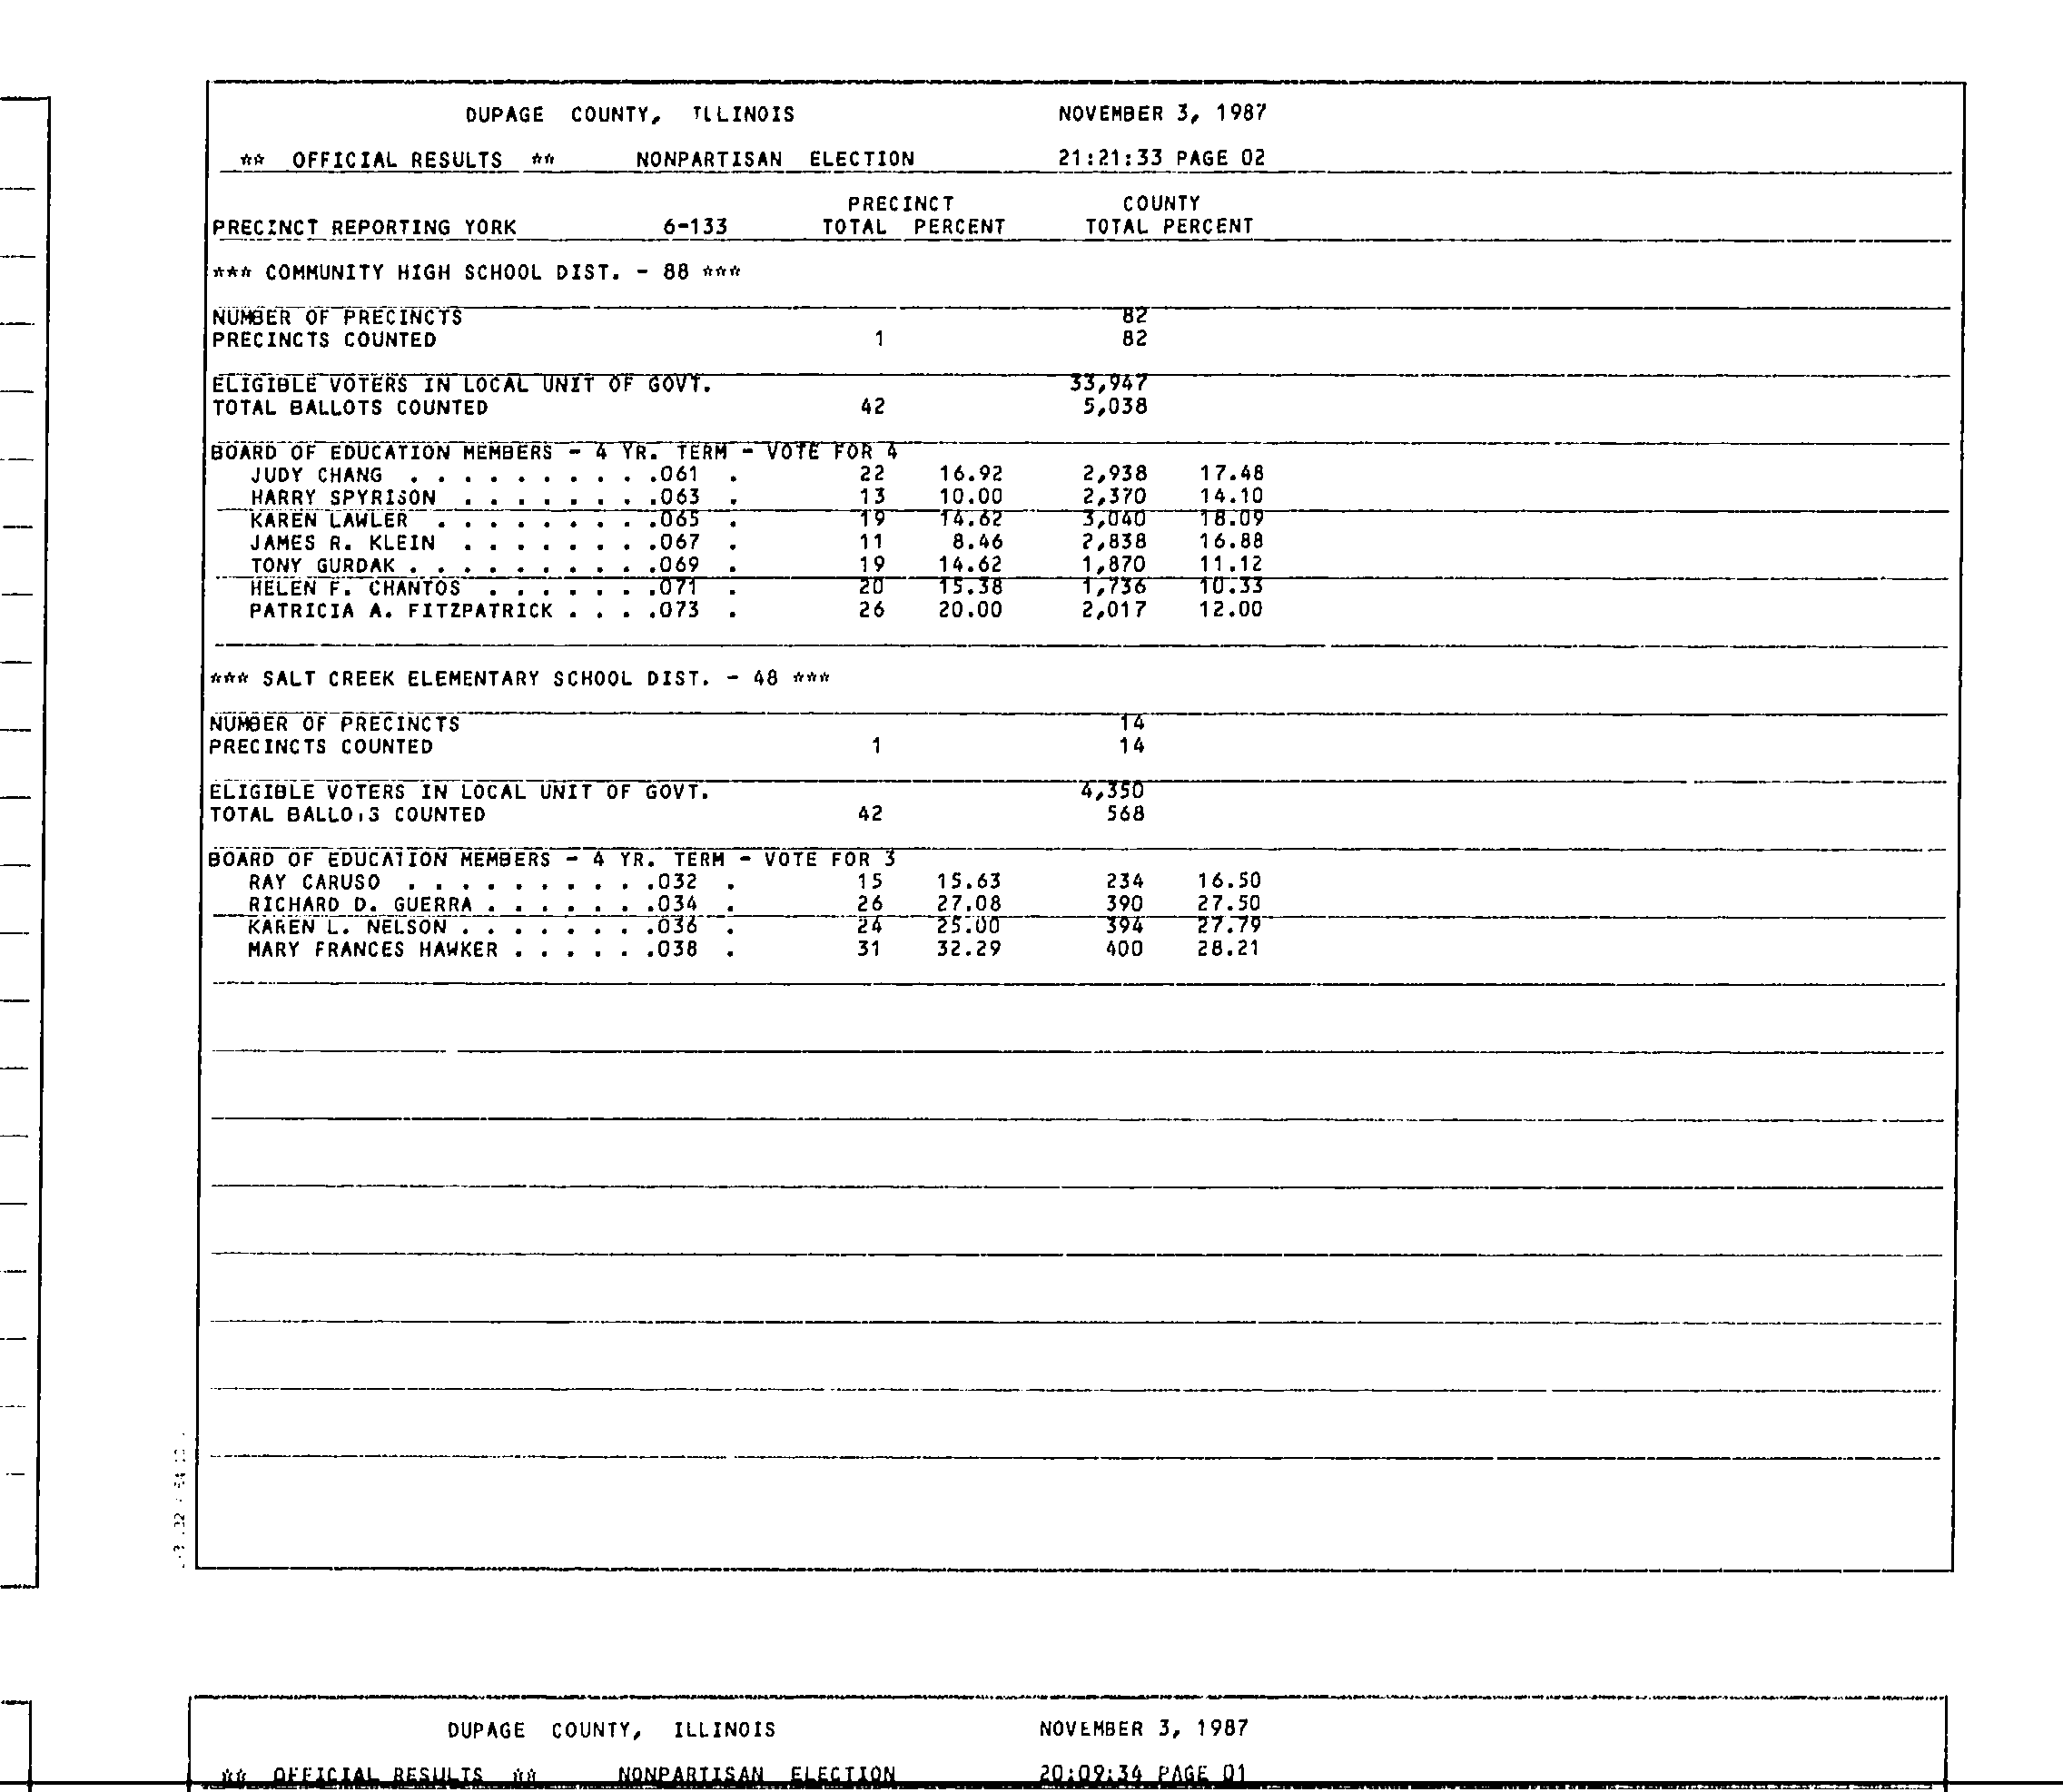 DUPAGE COUNTY, ILLINOIS NOVEMBER 3, 1987
** OFFICIAL RESULTS ** NONPARTISAN ELECTION 21:21:33 PAGE 02
PRECINCT COUNTY
PRECINCT REPORTING YORK 6-133 TOTAL PERCENT TOTAL PERCENT
*** COMMUNITY HIGH SCHOOL DIST. - 88 ***
NUMBER OF PRECINCTS 82
PRECINCTS COUNTED 1 82
ELIGIBLE VOTERS IN LOCAL UNIT OF GOVT. 33,947
TOTAL BALLOTS COUNTED 42 5,038
BOARD OF EDUCATION MEMBERS - 4 YR. TERM - VOTE FOR 4
JUDY CHANG . . . . . . . . . .061 . 22 16.92 2,938 17.48
HARRY SPYRISON . . . . . . . .063 . 13 10.00 2,370 14.10
KAREN LAWLER . . . . . . . . .065 . 19 14.62 3,040 18.09
JAMES R. KLEIN . . . . . . . .067 . 11 8.46 2,838 16.88
TONY GURDAK . . . . . . . . . .069 . 19 14.62 1,870 11.12
HELEN F. CHANTOS . . . . . . .071 . 20 15.38 1,736 10.33
PATRICIA A. FITZPATRICK . . . .073 . 26 20.00 2,017 12.00
*** SALT CREEK ELEMENTARY SCHOOL DIST. - 48 ***
NUMBER OF PRECINCTS 14
PRECINCTS COUNTED 1 14
ELIGIBLE VOTERS IN LOCAL UNIT OF GOVT. 4,350
TOTAL BALLOTS COUNTED 42 568
BOARD OF EDUCATION MEMBERS - 4 YR. TERM - VOTE FOR 3
RAY CARUSO . . . . . . . . . .032 . 15 15.63 234 16.50
RICHARD D. GUERRA . . . . . . .034 . 26 27.08 390 27.50
KAREN L. NELSON . . . . . . . .036 . 24 25.00 394 27.79
MARY FRANCES HAWKER . . . . . .038 . 31 32.29 400 28.21
DUPAGE COUNTY, ILLINOIS NOVEMBER 3, 1987
** OFFICIAL RESULTS ** NONPARTISAN ELECTION 20:09:34 PAGE 01